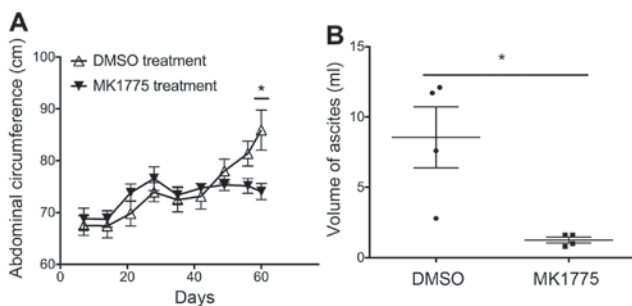 A
DMSO treatment
MK1775 treatment
Abdominal circumference (cm)
100
90
80
70
60
*
0
20
40
60
80
Days
B
Volume of ascites (ml)
15
10
5
0
*
DMSO
MK1775